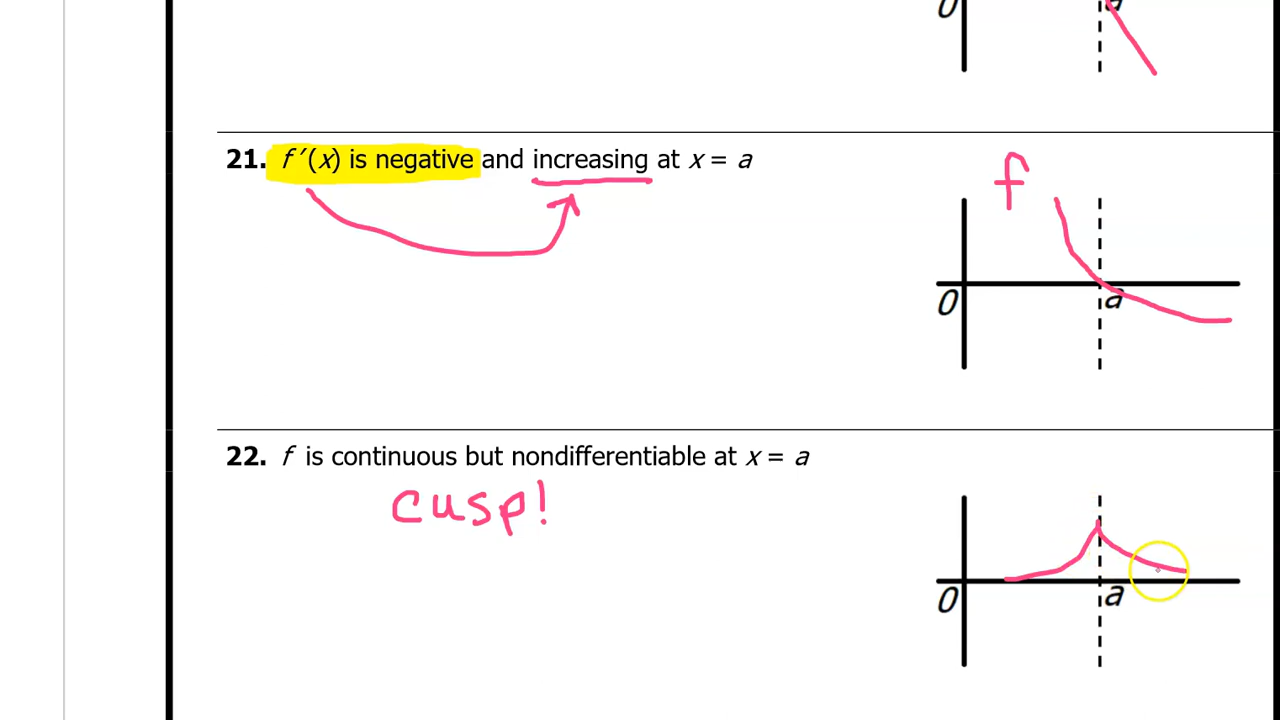 0 a
21. f′(x) is negative and increasing at x = a
f
0 a
22. f is continuous but nondifferentiable at x = a
cusp!
0 a